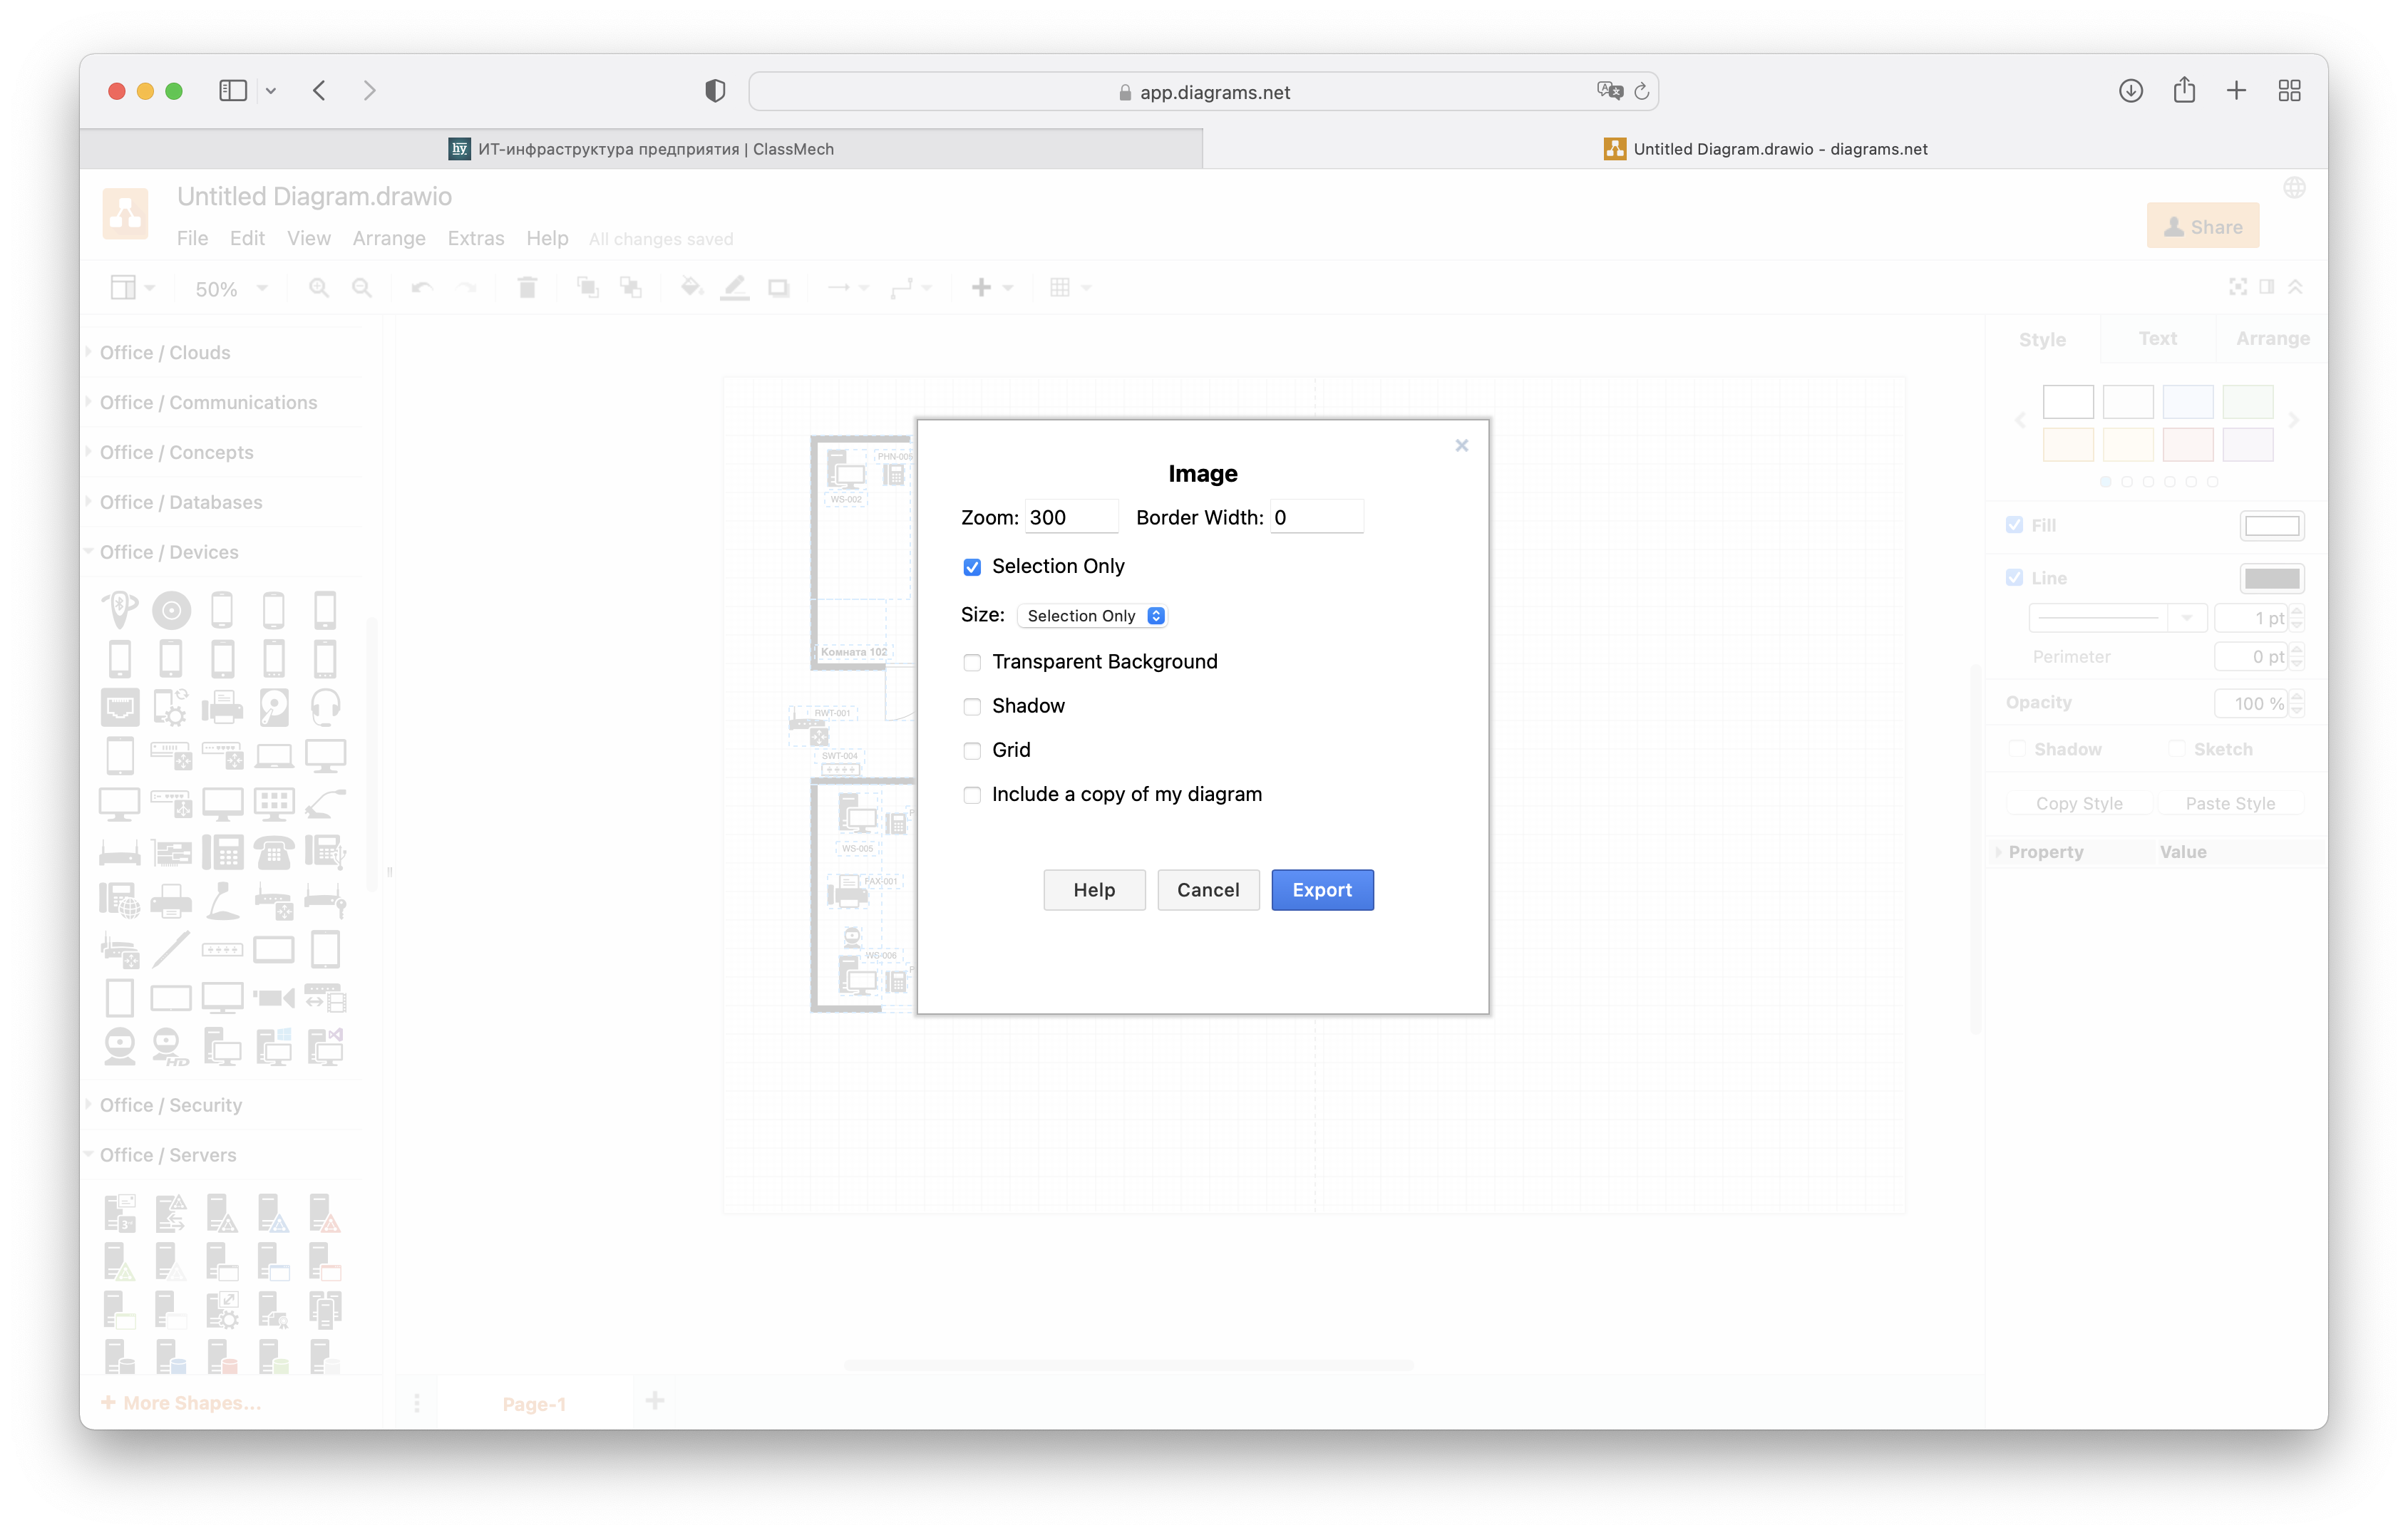 app.diagrams.net
ИТ-инфраструктура предприятия | ClassMech
Untitled Diagram.drawio - diagrams.net
Untitled Diagram.drawio
File Edit View Arrange Extras Help All changes saved
Share
50%
Office / Clouds
Office / Communications
Office / Concepts
Office / Databases
Office / Devices
Office / Security
Office / Servers
+ More Shapes...
PHN-005
WS-002
Комната 102
RWT-001
SWT-004
WS-005
FAX-001
WS-006
Image
Zoom: 300 Border Width: 0
Selection Only
Size: Selection Only
Transparent Background
Shadow
Grid
Include a copy of my diagram
Help Cancel Export
Page-1
Style Text Arrange
Fill
Line
1 pt
Perimeter 0 pt
Opacity 100 %
Shadow Sketch
Copy Style Paste Style
Property Value